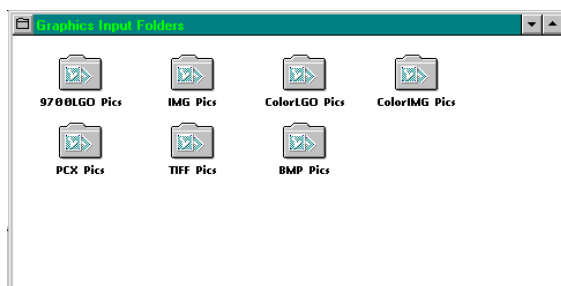 Graphics Input Folders
9700LGO Pics
IMG Pics
ColorLGO Pics
ColorIMG Pics
PCX Pics
TIFF Pics
BMP Pics